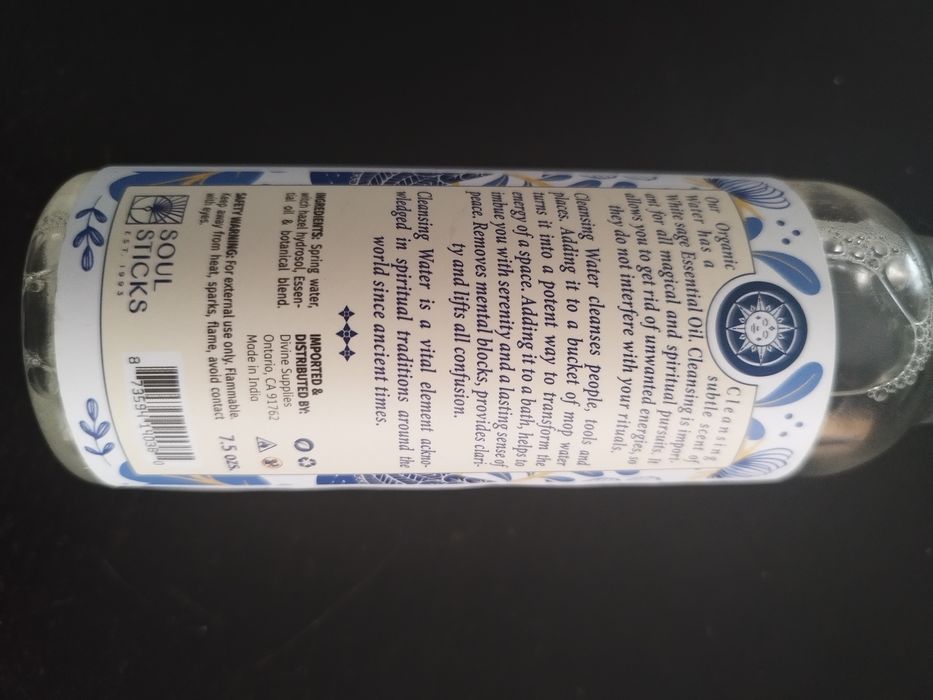 Our Organic Cleansing
Water has a subtile scent of
White sage Essential Oil. Cleansing is import-
ant for all magical and spiritual pursuits. It
allows you to get rid of unwanted energies, so
they do not interfere with your rituals.
Cleansing Water cleanses people, tools and
places. Adding it to a bucket of mop water
turns it into a potent way to transform the
energy of a space. Adding it to a bath, helps to
imbue you with serenity and a lasting sense of
peace. Removes mental blocks, provides clari-
ty and lifts all confusion.
Cleansing Water is a vital element ackno-
wledged in spiritual traditions around the
world since ancient times.
INGREDIENTS: Spring water,
witch hazel hydrosol, Essen-
tial oil & botanical blend.
IMPORTED &
DISTRIBUTED BY:
Divine Supplies
Ontario, CA 91762
Made in India
SAFETY WARNING: For external use only. Flammable.
Keep away from heat, sparks, flame, avoid contact
with eyes.
7.5 OZS.
SOUL
STICKS
EST. 1995